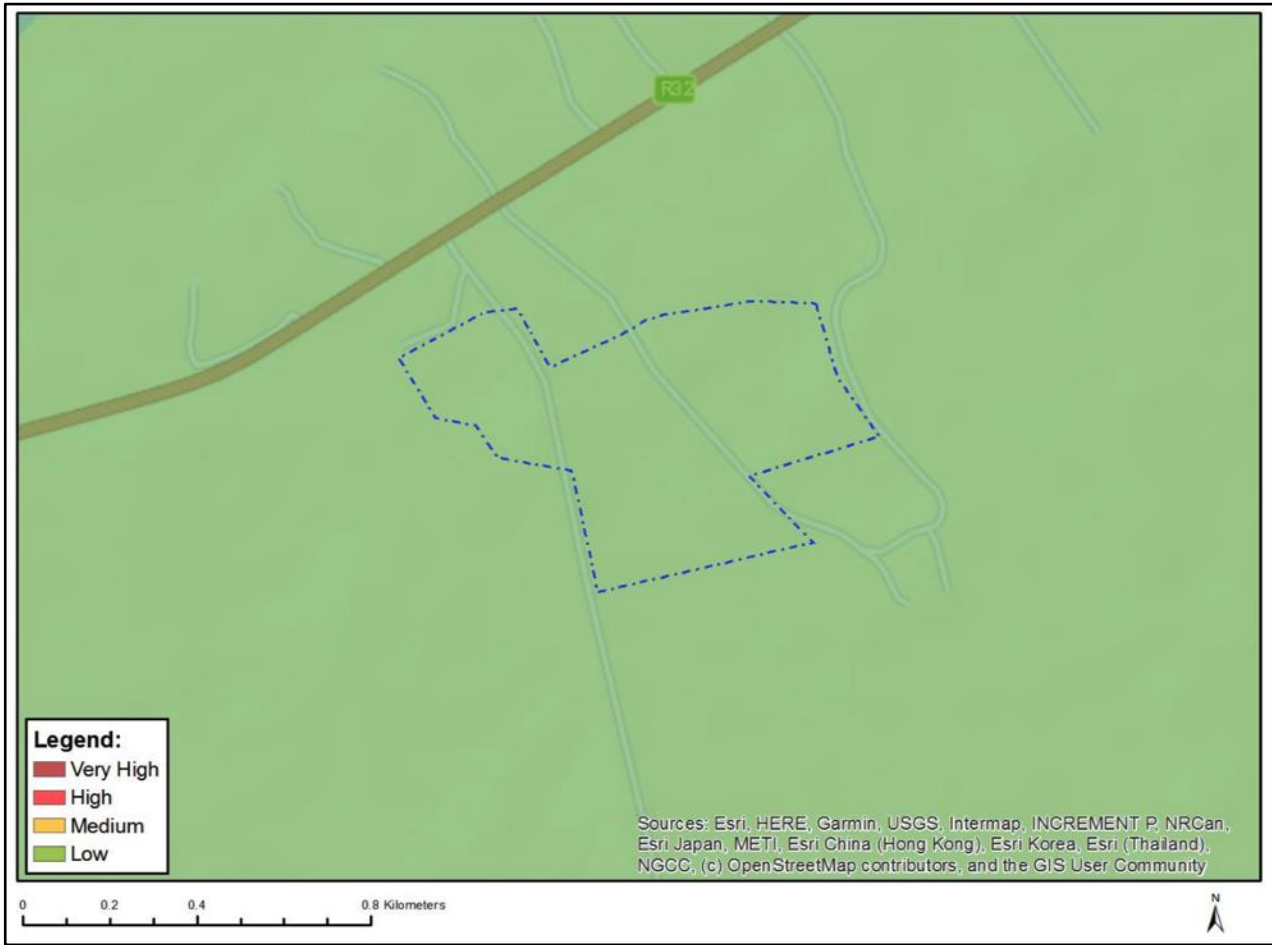 R32
Legend:
Very High
High
Medium
Low
Sources: Esri, HERE, Garmin, USGS, Intermap, INCREMENT P, NRCan,
Esri Japan, METI, Esri China (Hong Kong), Esri Korea, Esri (Thailand),
NGCC, (c) OpenStreetMap contributors, and the GIS User Community
0 0.2 0.4 0.8 Kilometers
N